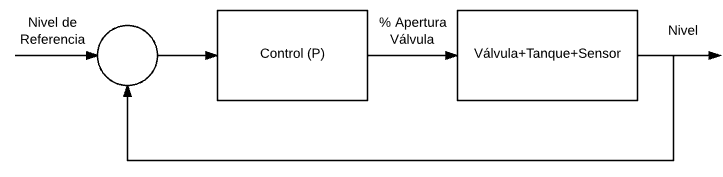 Nivel de
Referencia
Control (P)
% Apertura
Válvula
Válvula+Tanque+Sensor
Nivel